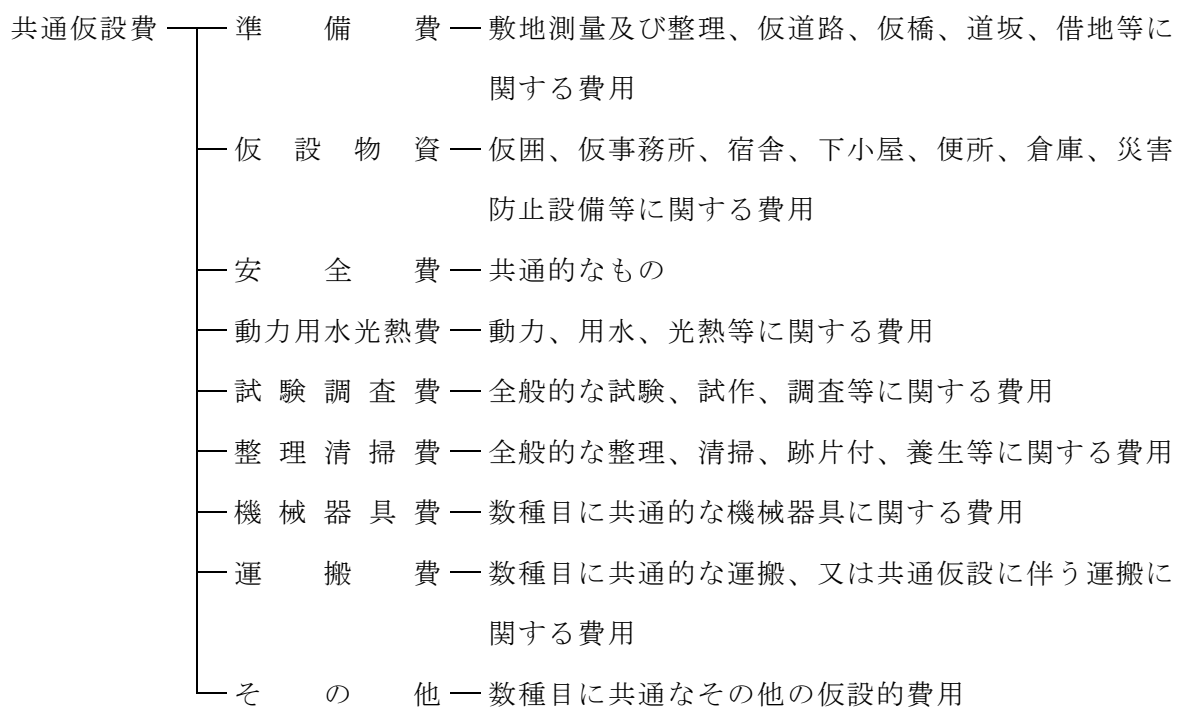 共通仮設費 準備費 敷地測量及び整理、仮道路、仮橋、道坂、借地等に
関する費用
仮設物資 仮囲、仮事務所、宿舎、下小屋、便所、倉庫、災害
防止設備等に関する費用
安全費 共通的なもの
動力用水光熱費 動力、用水、光熱等に関する費用
試験調査費 全般的な試験、試作、調査等に関する費用
整理清掃費 全般的な整理、清掃、跡片付、養生等に関する費用
機械器具費 数種目に共通的な機械器具に関する費用
運搬費 数種目に共通的な運搬、又は共通仮設に伴う運搬に
関する費用
その他 数種目に共通なその他の仮設的費用